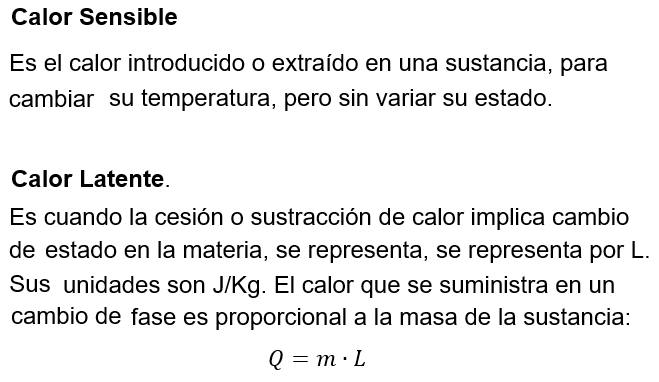 Calor Sensible
Es el calor introducido o extraído en una sustancia, para
cambiar su temperatura, pero sin variar su estado.
Calor Latente.
Es cuando la cesión o sustracción de calor implica cambio
de estado en la materia, se representa, se representa por L.
Sus unidades son J/Kg. El calor que se suministra en un
cambio de fase es proporcional a la masa de la sustancia:
Q = m · L